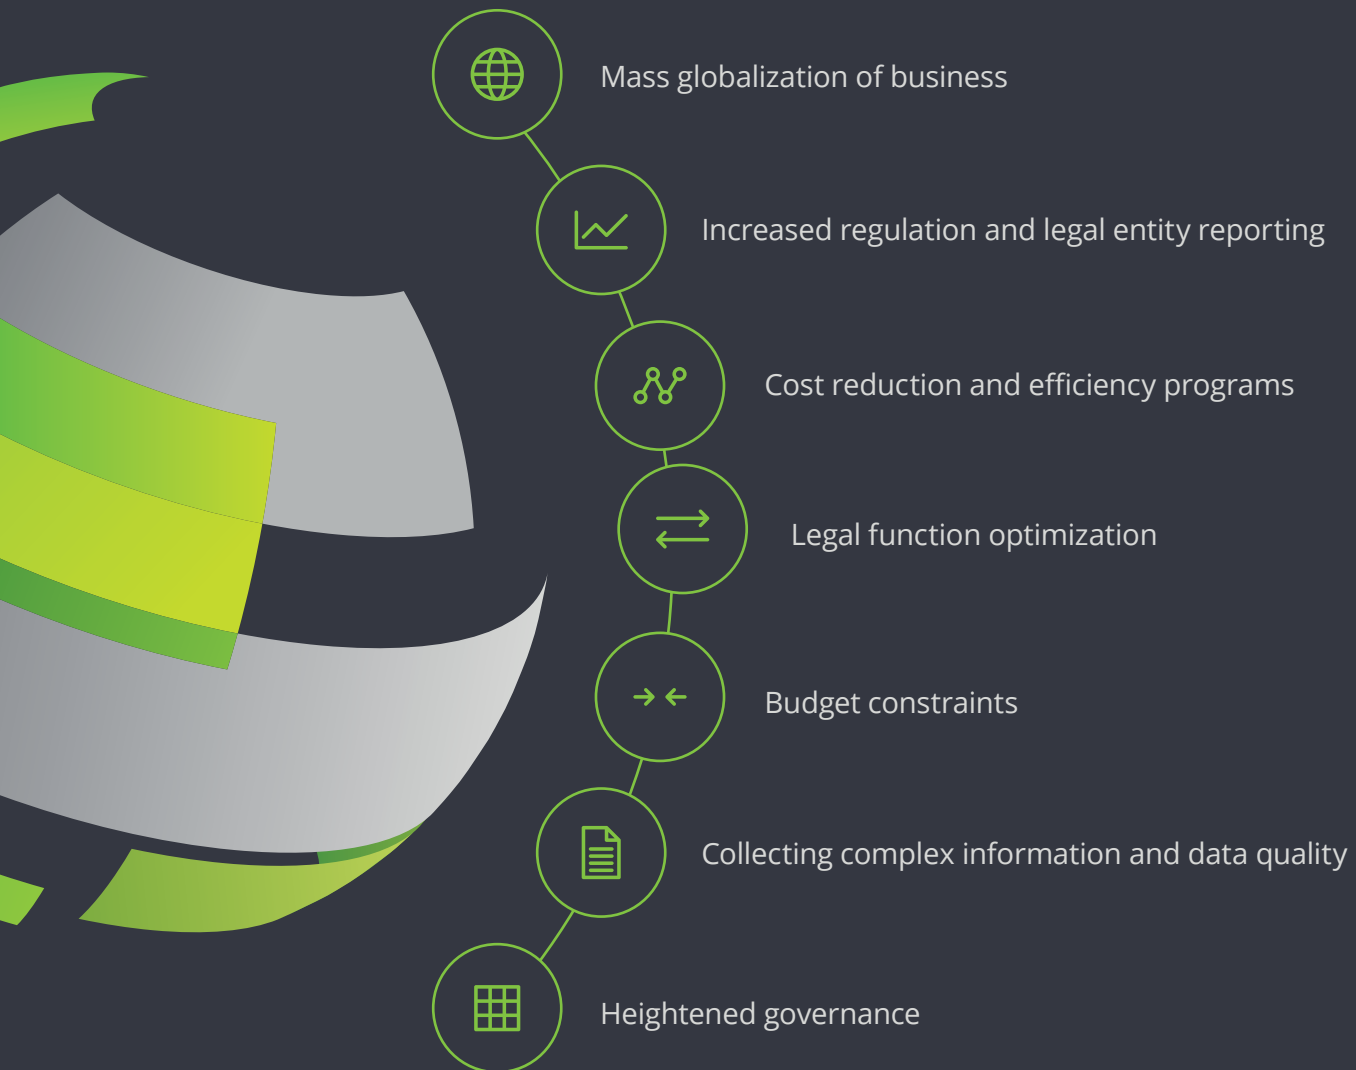 Mass globalization of business
Increased regulation and legal entity reporting
Cost reduction and efficiency programs
Legal function optimization
Budget constraints
Collecting complex information and data quality
Heightened governance